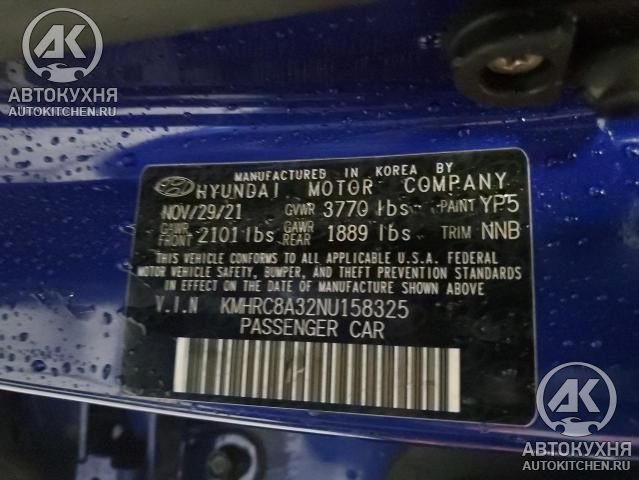 АК
АВТОКУХНЯ
AUTOKITCHEN.RU
MANUFACTURED IN KOREA BY
HYUNDAI MOTOR COMPANY
NOV/29/21 GVWR 3770 lbs PAINT YP5
GAWR FRONT 2101 lbs GAWR REAR 1889 lbs TRIM NNB
THIS VEHICLE CONFORMS TO ALL APPLICABLE U.S.A. FEDERAL
MOTOR VEHICLE SAFETY, BUMPER, AND THEFT PREVENTION STANDARDS
IN EFFECT ON THE DATE OF MANUFACTURE SHOWN ABOVE.
V.I.N KMHRC8A32NU158325
PASSENGER CAR
АК
АВТОКУХНЯ
AUTOKITCHEN.RU